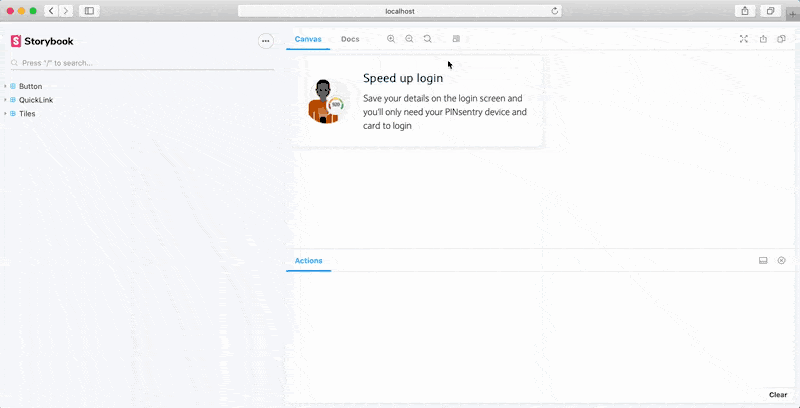 localhost
Storybook
Press "/" to search...
Button
QuickLink
Tiles
Canvas
Docs
Speed up login
Save your details on the login screen and
you'll only need your PINsentry device and
card to login
Actions
Clear